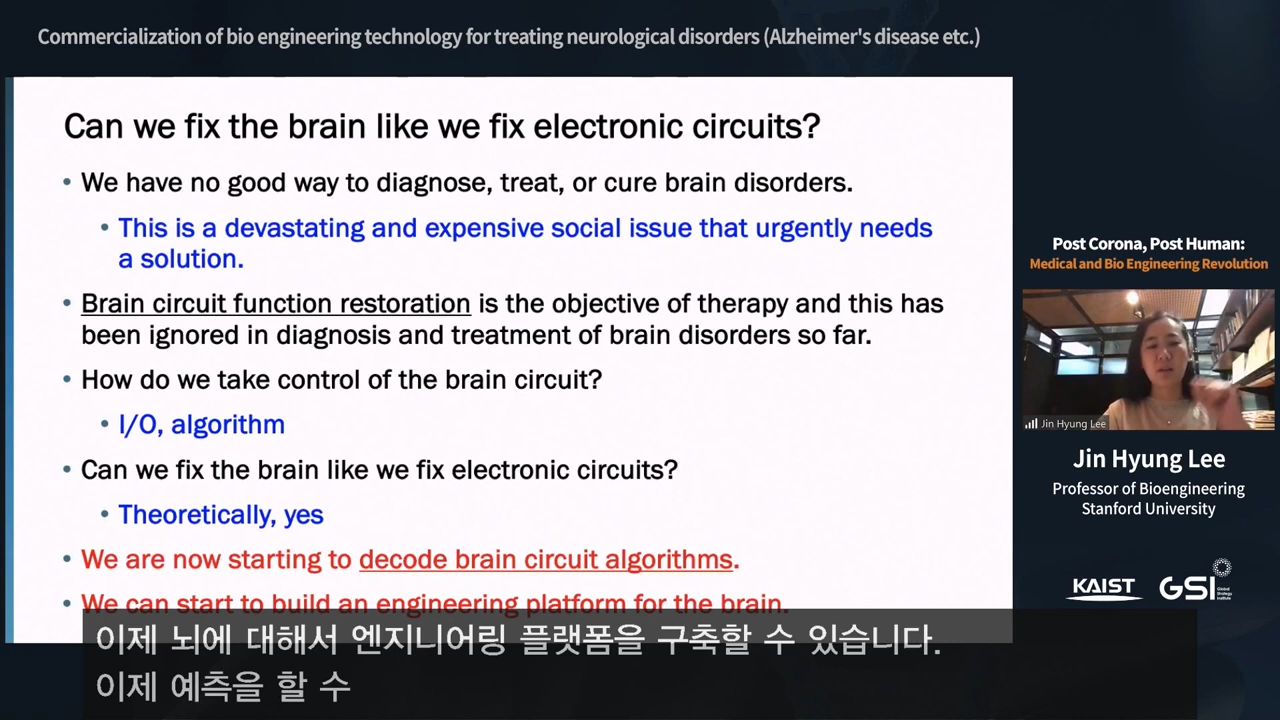 Commercialization of bio engineering technology for treating neurological disorders (Alzheimer's disease etc.)
Can we fix the brain like we fix electronic circuits?
• We have no good way to diagnose, treat, or cure brain disorders.
• This is a devastating and expensive social issue that urgently needs
a solution.
• Brain circuit function restoration is the objective of therapy and this has
been ignored in diagnosis and treatment of brain disorders so far.
• How do we take control of the brain circuit?
• I/O, algorithm
• Can we fix the brain like we fix electronic circuits?
• Theoretically, yes
• We are now starting to decode brain circuit algorithms.
• We can start to build an engineering platform for the brain.
이제 뇌에 대해서 엔지니어링 플랫폼을 구축할 수 있습니다.
이제 예측을 할 수
Post Corona, Post Human:
Medical and Bio Engineering Revolution
Jin Hyung Lee
Jin Hyung Lee
Professor of Bioengineering
Stanford University
KAIST
GSI
Global
Strategy
Institute